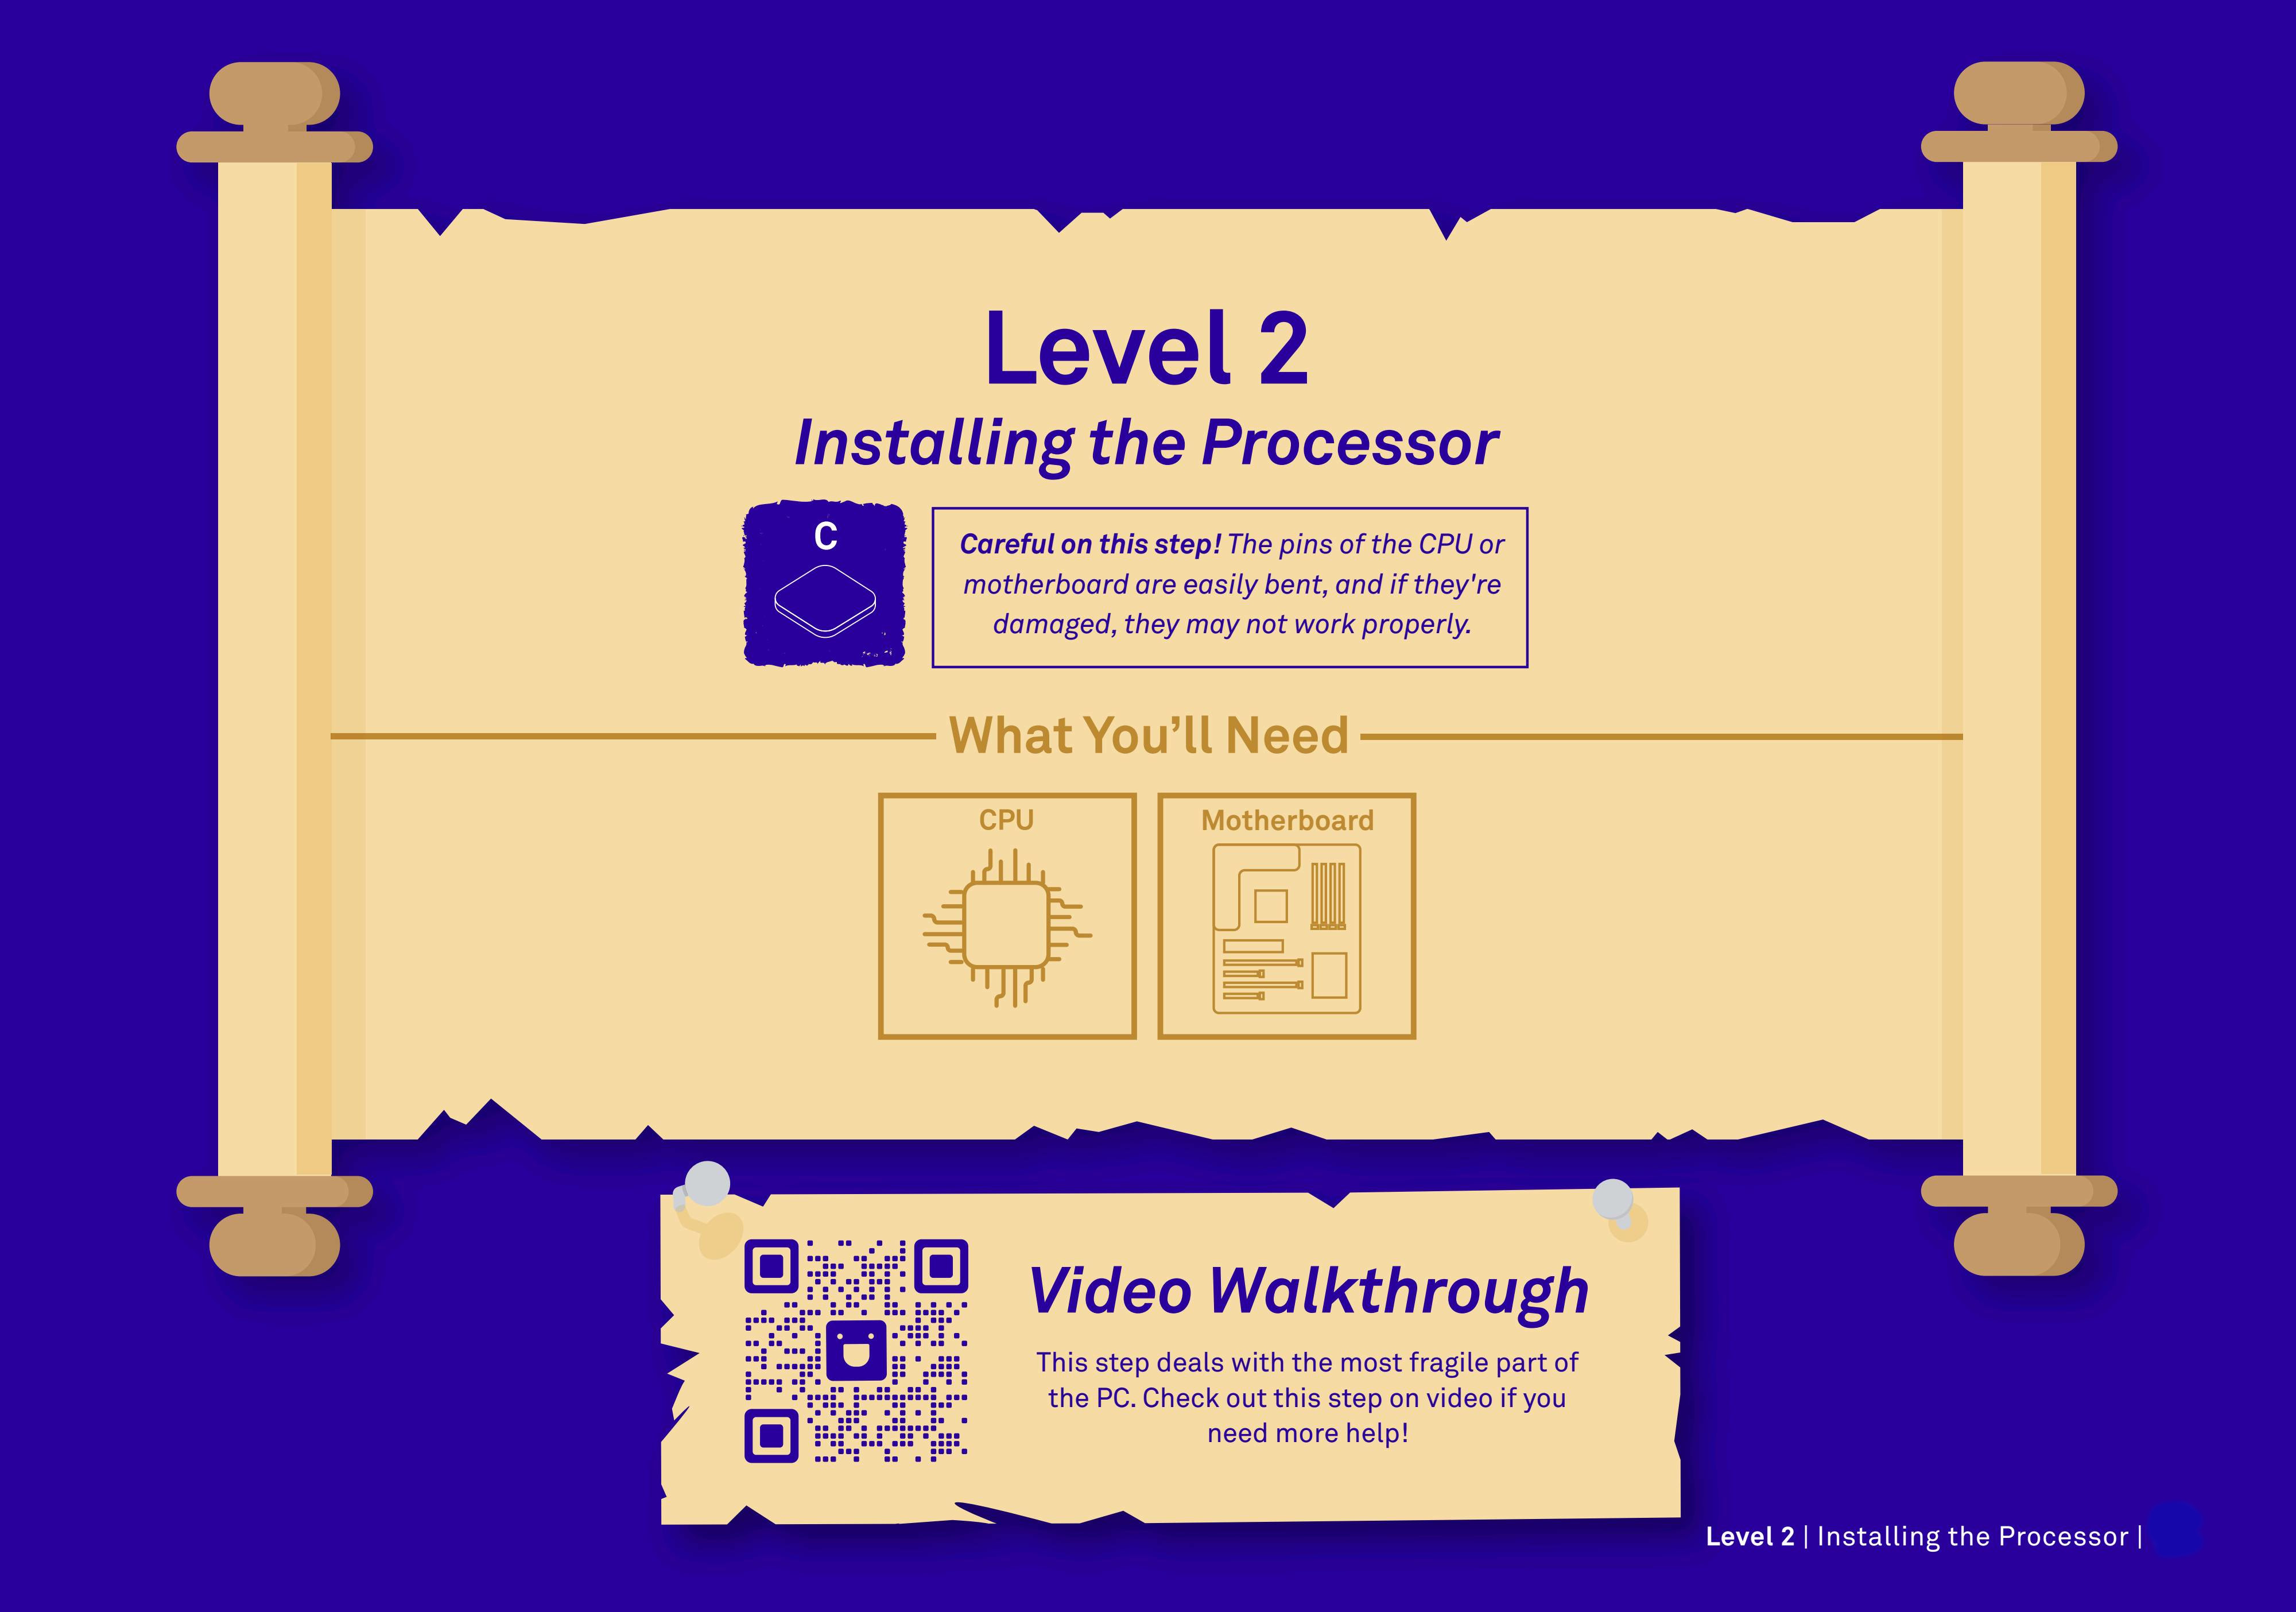 Level 2
Installing the Processor
C
Careful on this step! The pins of the CPU or
motherboard are easily bent, and if they're
damaged, they may not work properly.
What You’ll Need
CPU
Motherboard
Video Walkthrough
This step deals with the most fragile part of
the PC. Check out this step on video if you
need more help!
Level 2 | Installing the Processor |